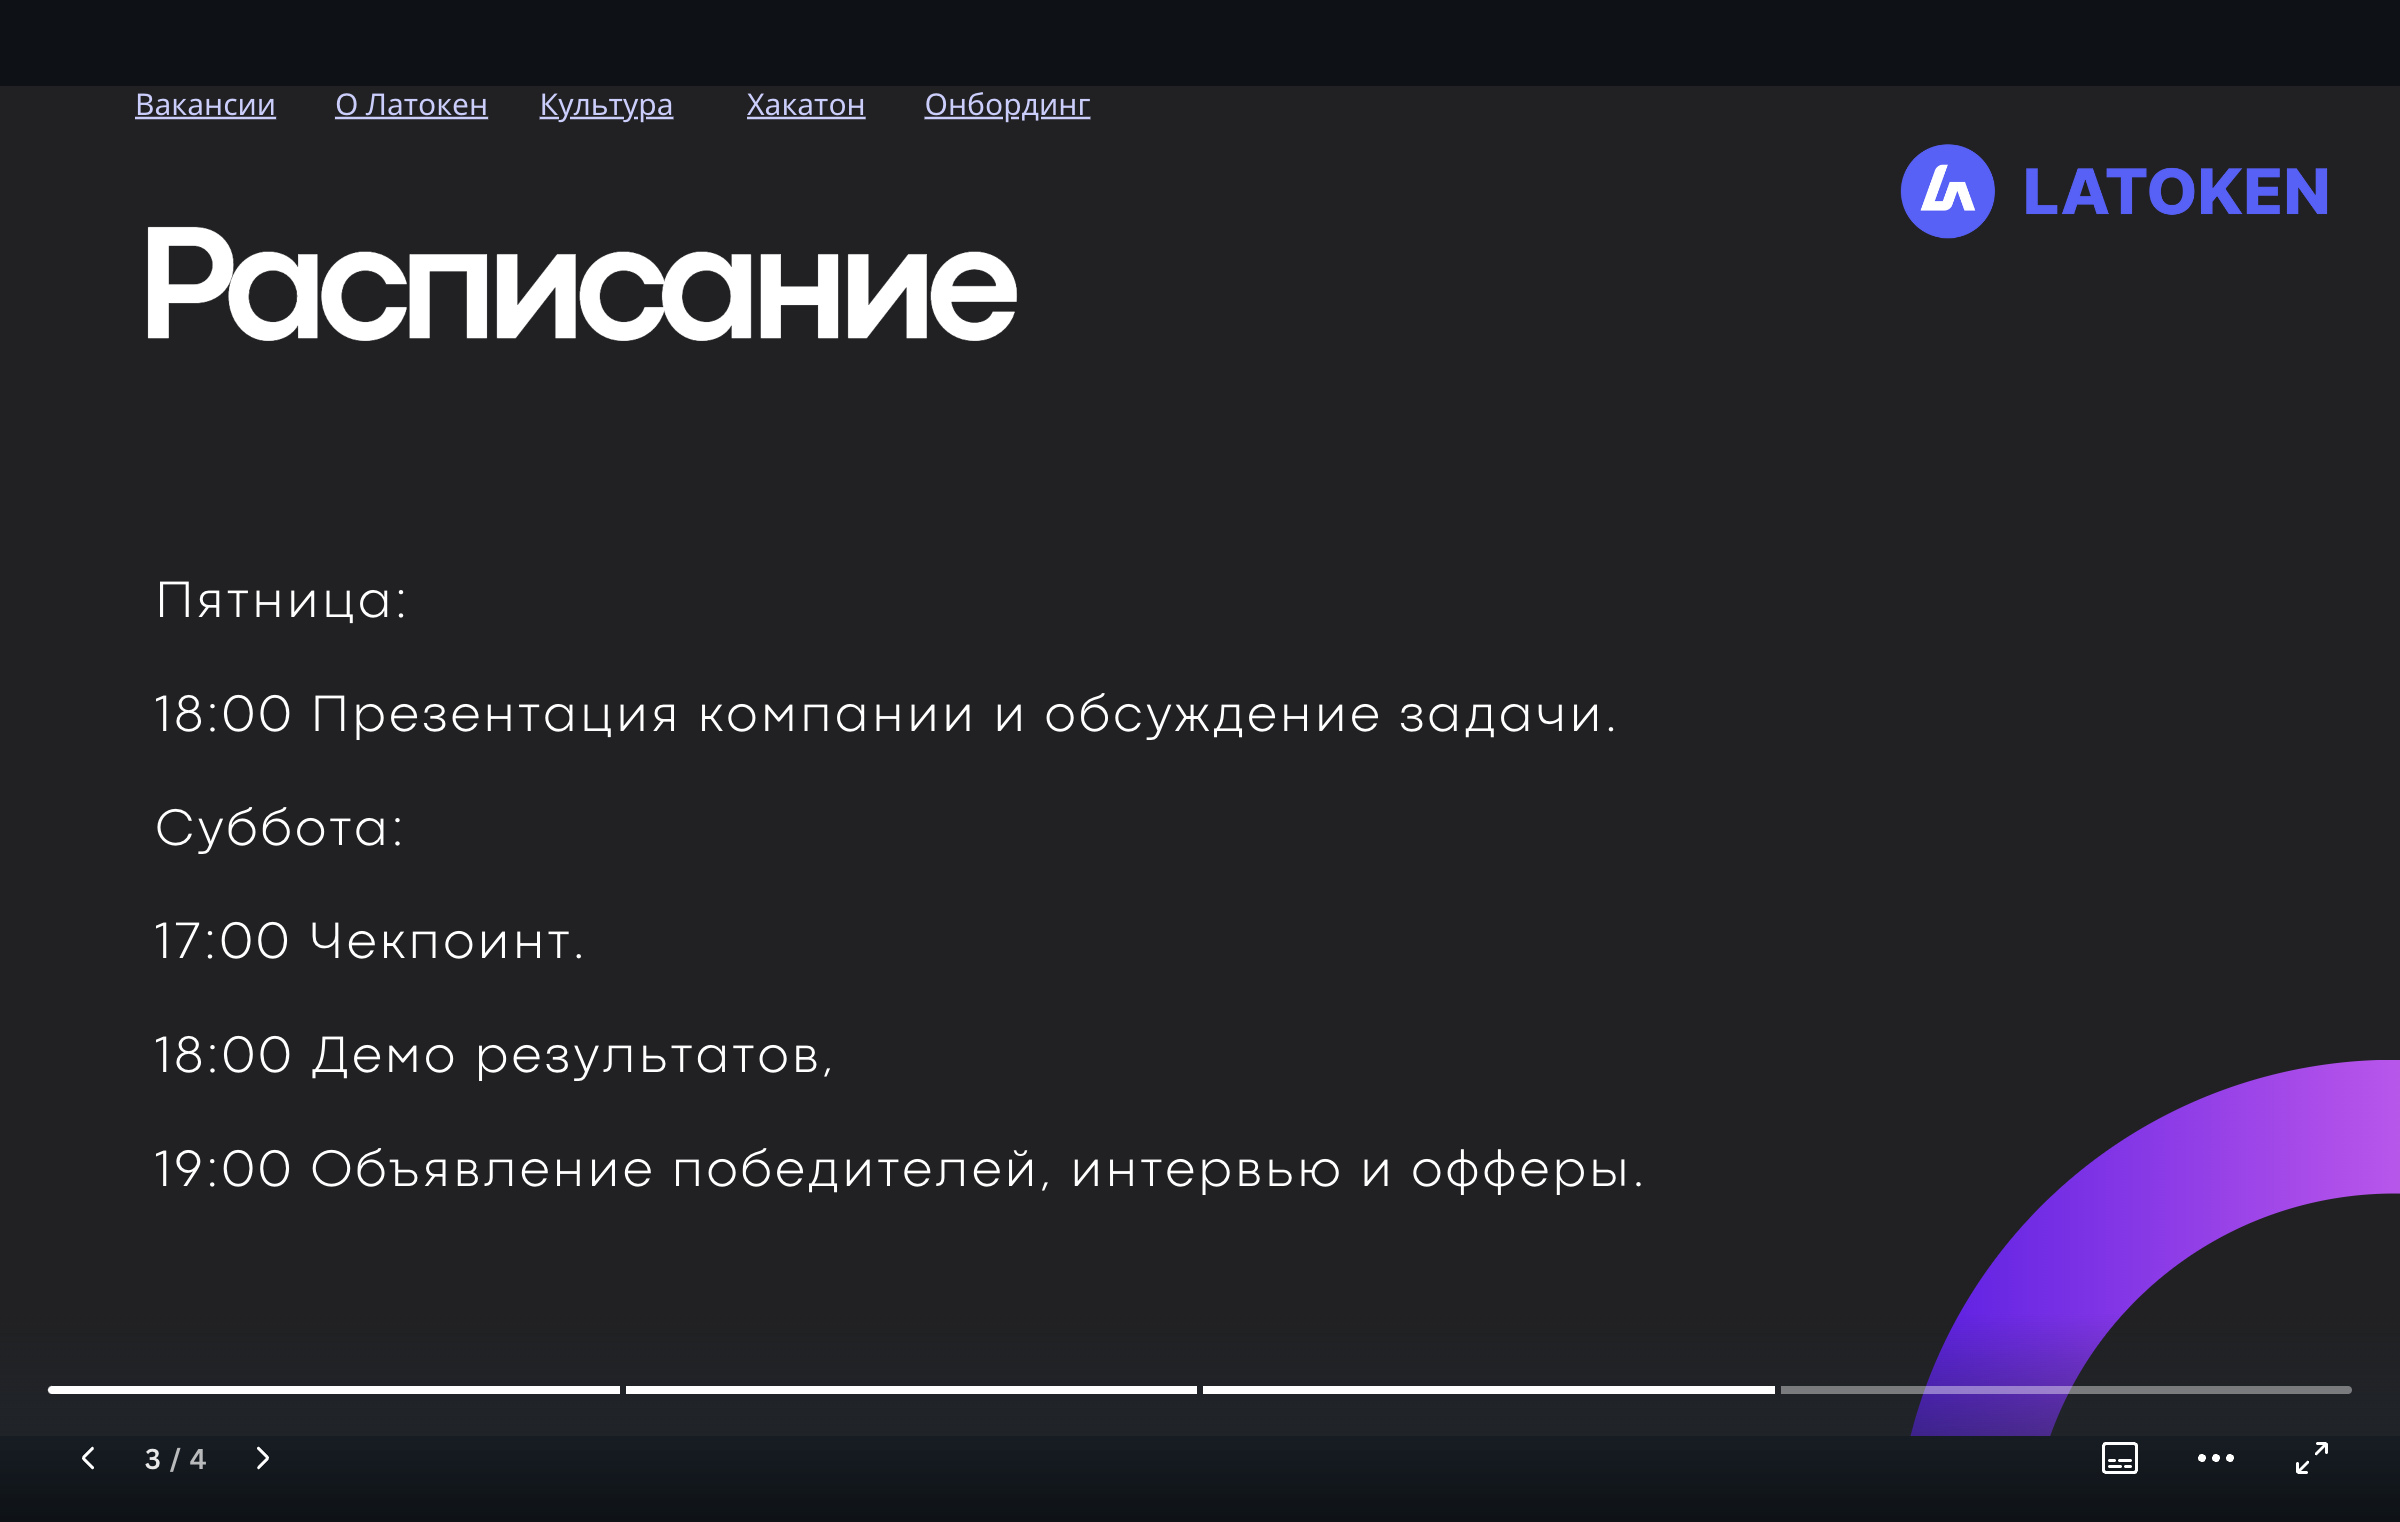 Вакансии О Латокен Культура Хакатон Онбординг
LATOKEN
Расписание
Пятница:
18:00 Презентация компании и обсуждение задачи.
Суббота:
17:00 Чекпоинт.
18:00 Демо результатов,
19:00 Объявление победителей, интервью и офферы.
3 / 4